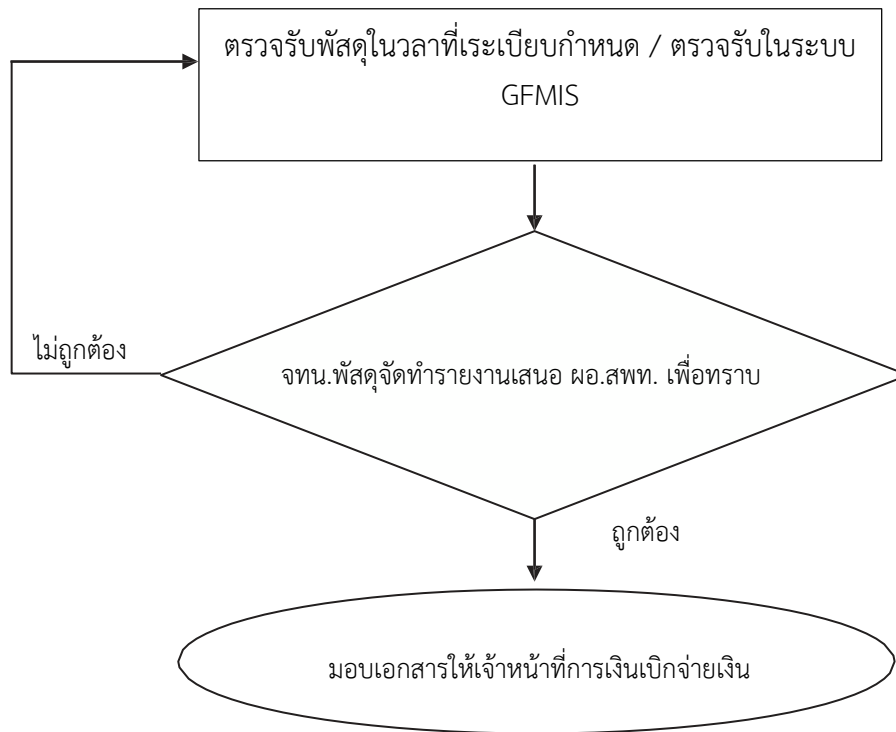 ตรวจรับพัสดุในวลาที่เระเบียบกำหนด / ตรวจรับในระบบ
GFMIS
ไม่ถูกต้อง
จทน.พัสดุจัดทำรายงานเสนอ ผอ.สพท. เพื่อทราบ
ถูกต้อง
มอบเอกสารให้เจ้าหน้าที่การเงินเบิกจ่ายเงิน